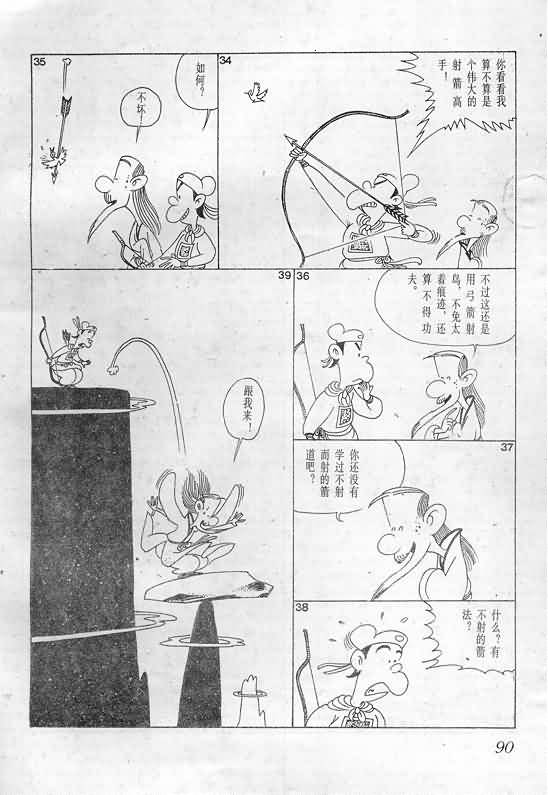 34
你看看我
算不算是
个伟大的
射箭高
手！
35
如何？
不坏！
36
不过这还是
用弓箭射
鸟，不免太
着痕迹，还
算不得功
夫。
37
你还没有
学过不射
而射的箭
道吧？
38
什么？有
不射的箭
法？
39
跟我来！
90